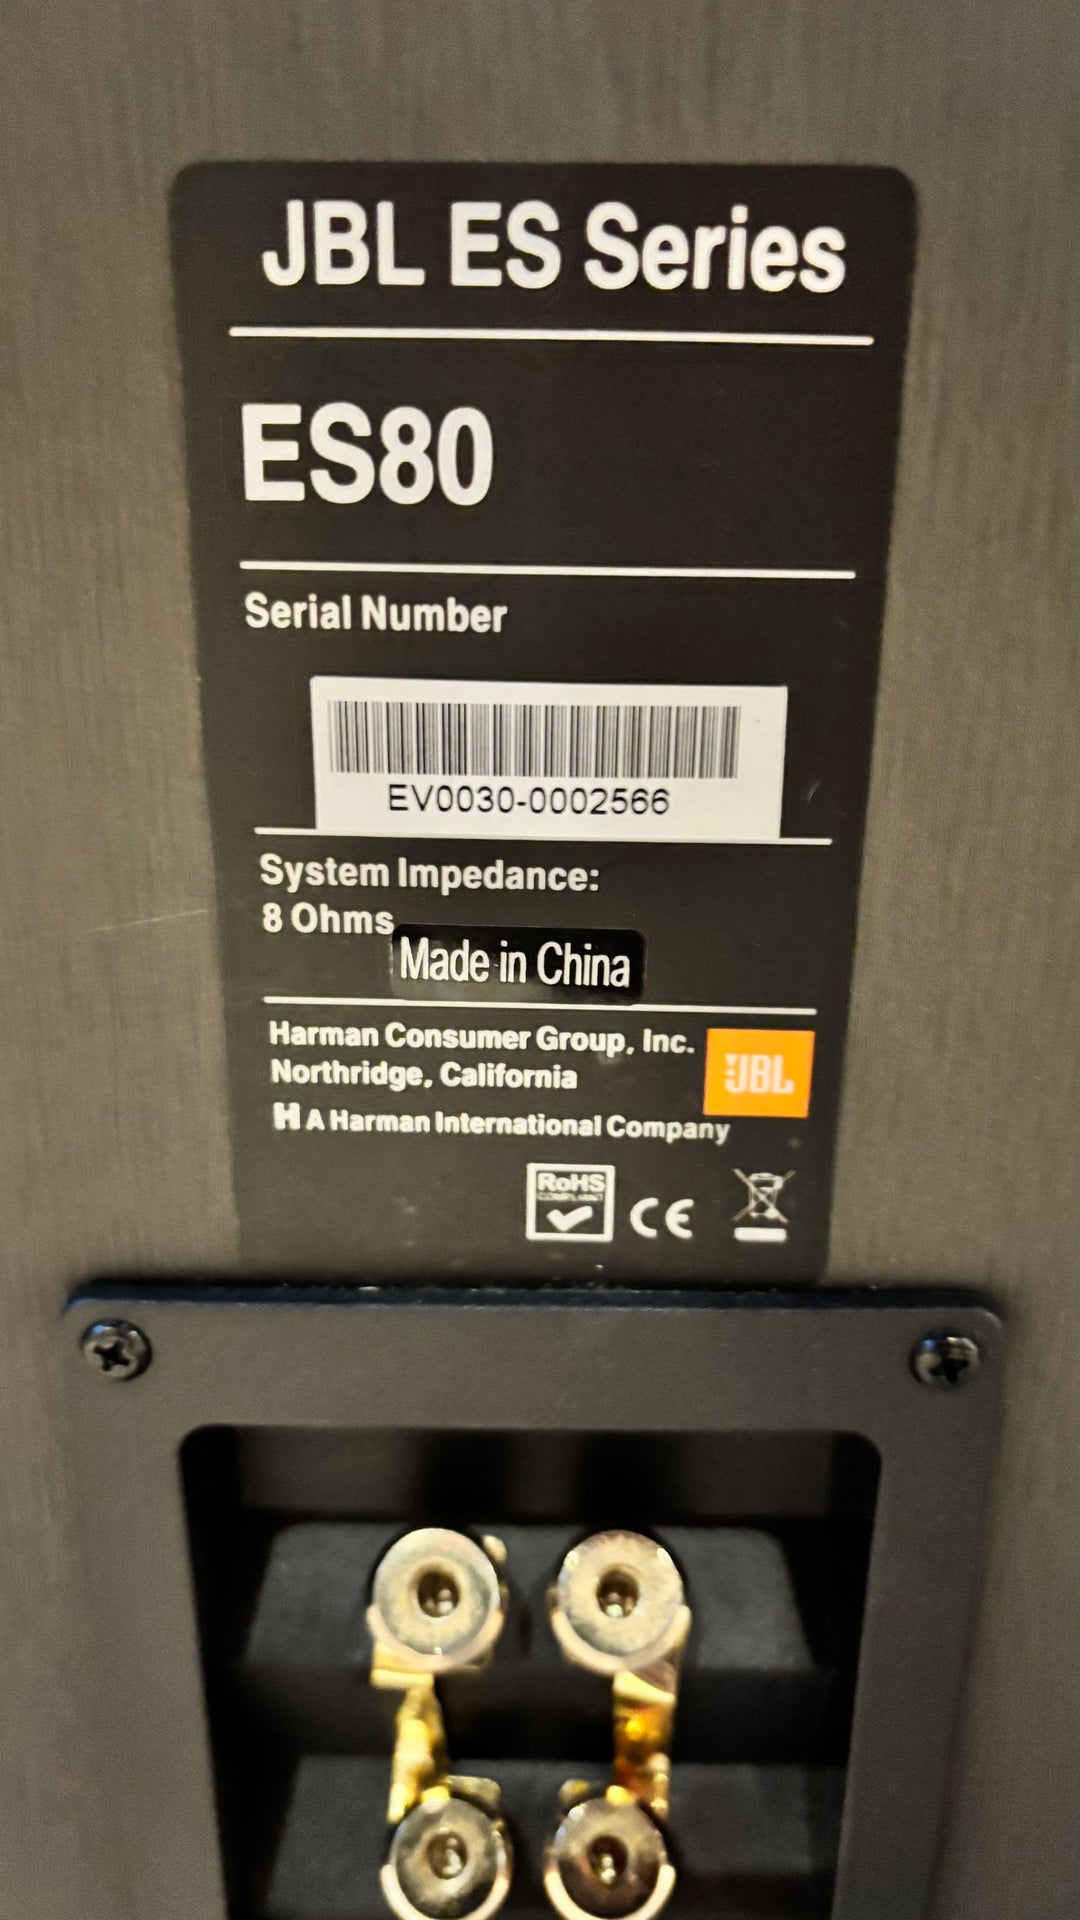 JBL ES Series
ES80
Serial Number
EV0030-0002566
System Impedance:
8 Ohms
Made in China
Harman Consumer Group, Inc.
Northridge, California
JBL
H A Harman International Company
RoHS
COMPLIANT
CE